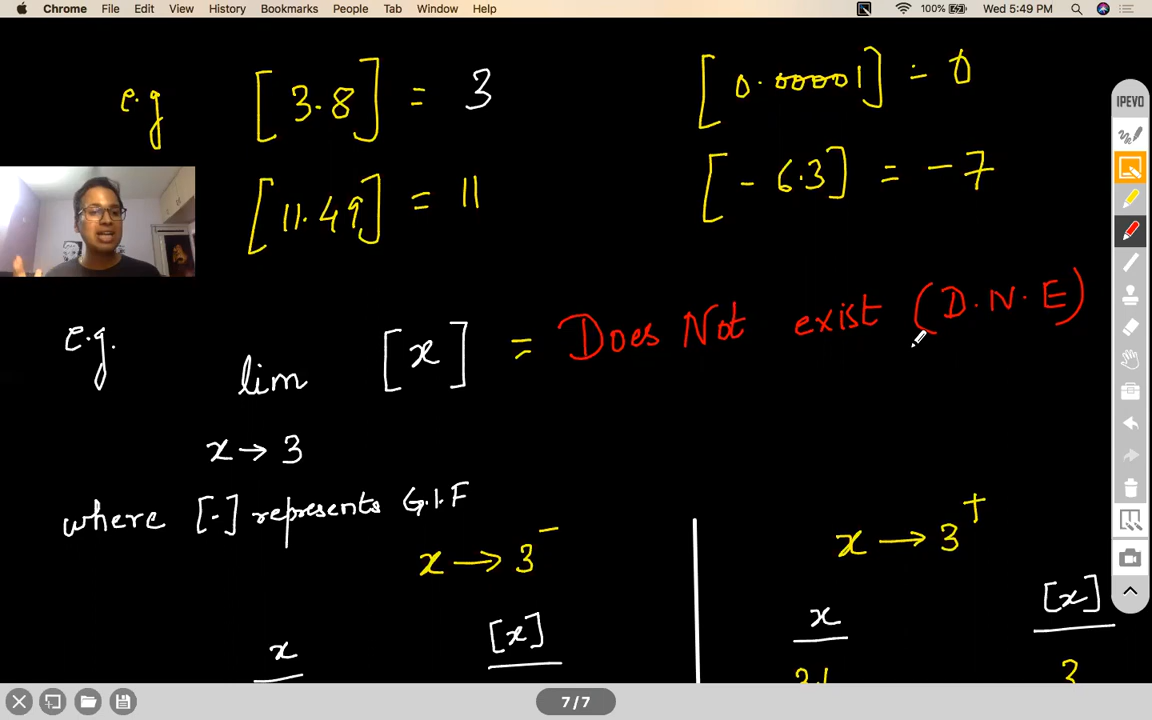 Chrome File Edit View History Bookmarks People Tab Window Help 100% Wed 5:49 PM
e.g [3.8] = 3 [0.00001] = 0
[11.49] = 11 [-6.3] = -7
IPEVO
e.g. lim [x] = Does Not exist (D.N.E)
x→3
where [.] represents G.I.F
x → 3⁻ x → 3⁺
x [x] x [x]
3.1 3
7/7